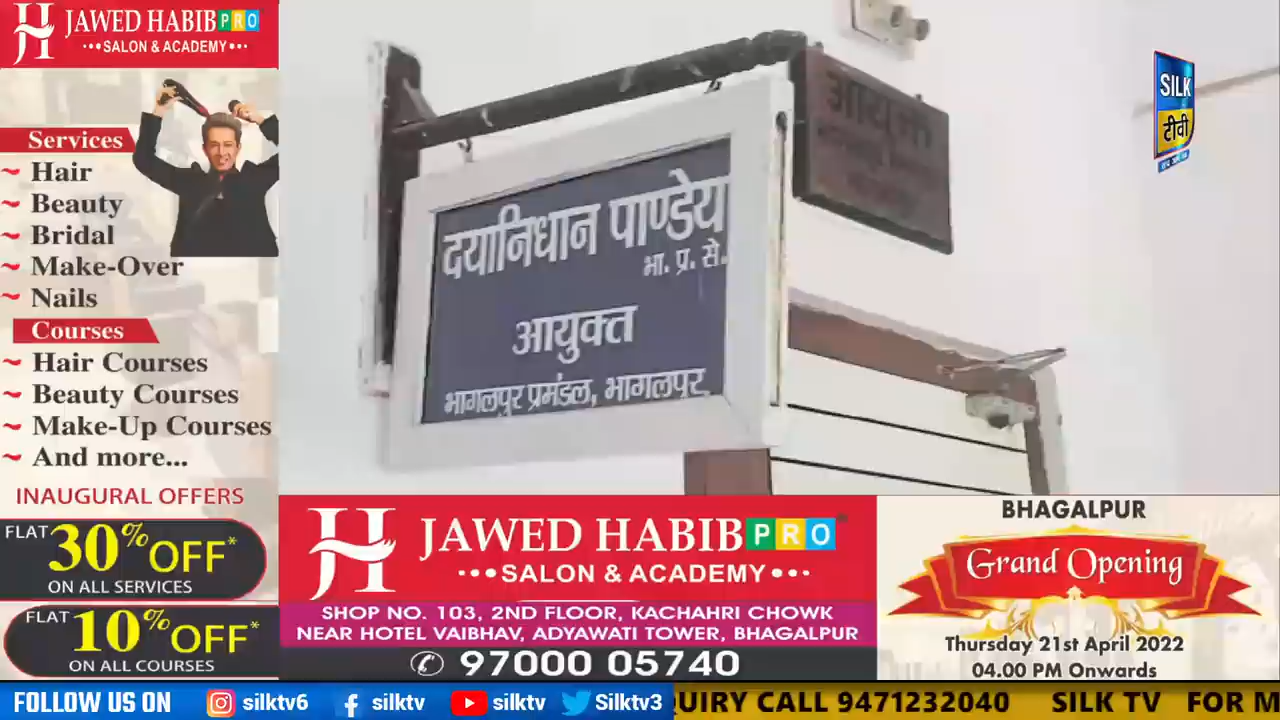 JAWED HABIB PRO
SALON & ACADEMY
Services
~ Hair
~ Beauty
~ Bridal
~ Make-Over
~ Nails
Courses
~ Hair Courses
~ Beauty Courses
~ Make-Up Courses
~ And more...
INAUGURAL OFFERS
FLAT 30% OFF*
ON ALL SERVICES
FLAT 10% OFF*
ON ALL COURSES
आयुक्त
SILK
टीवी
दयानिधान पाण्डेय
भा. प्र. से.
आयुक्त
भागलपुर प्रमंडल, भागलपुर
JAWED HABIB PRO
•••SALON & ACADEMY•••
SHOP NO. 103, 2ND FLOOR, KACHAHRI CHOWK
NEAR HOTEL VAIBHAV, ADYAWATI TOWER, BHAGALPUR
97000 05740
BHAGALPUR
Grand Opening
Thursday 21st April 2022
04.00 PM Onwards
FOLLOW US ON silktv6 silktv silktv Silktv3 QUIRY CALL 9471232040 SILK TV FOR M